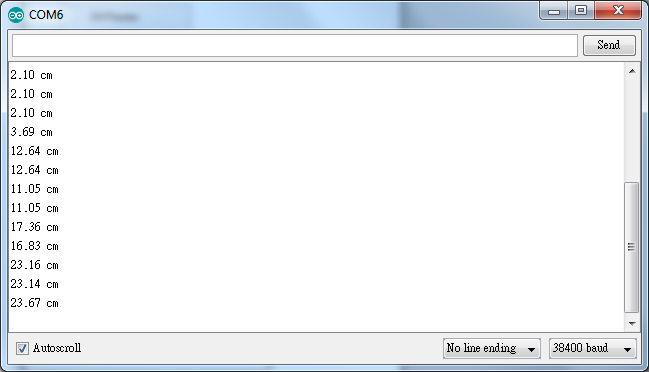 COM6
Send
2.10 cm
2.10 cm
2.10 cm
3.69 cm
12.64 cm
12.64 cm
11.05 cm
11.05 cm
17.36 cm
16.83 cm
23.16 cm
23.14 cm
23.67 cm
Autoscroll No line ending 38400 baud